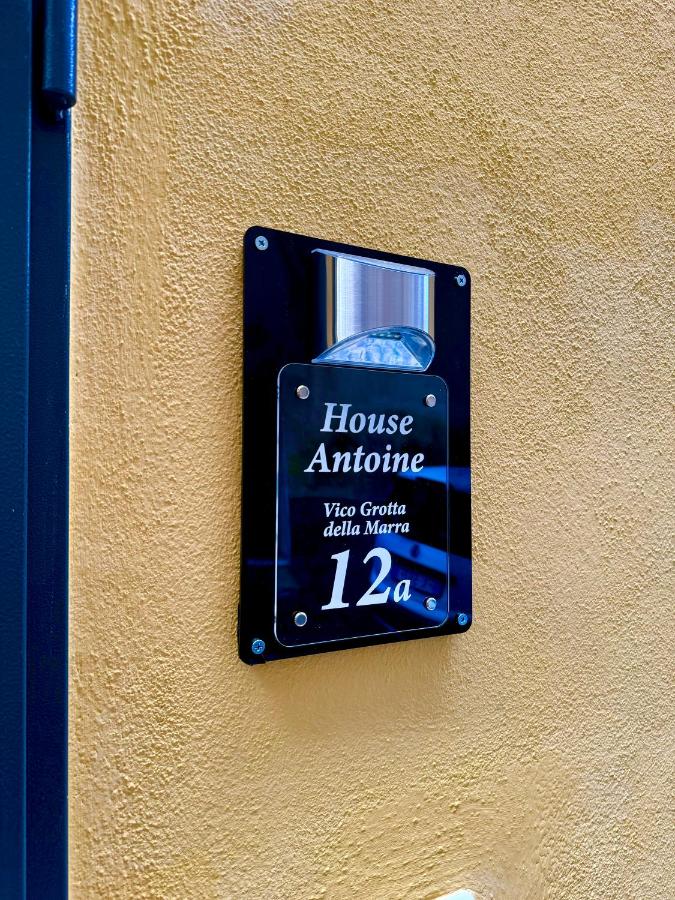 House
Antoine
Vico Grotta
della Marra
12a